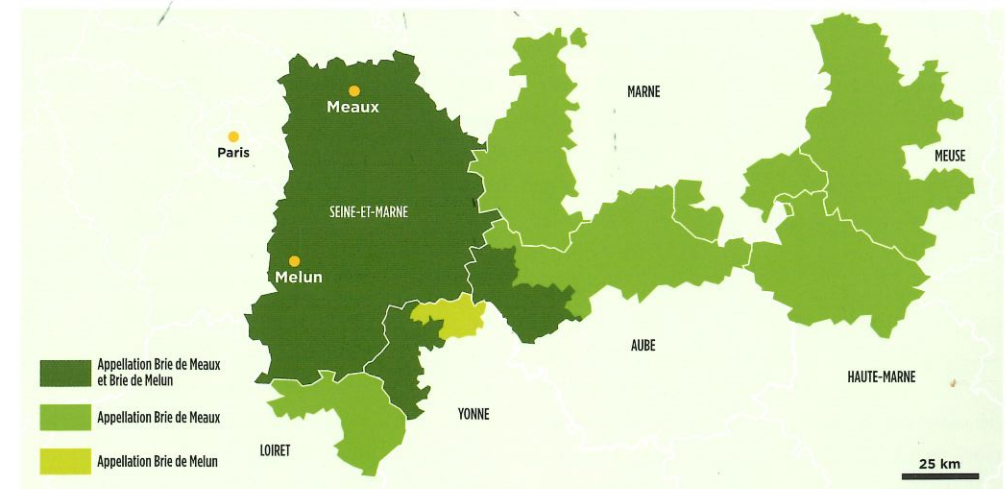 Meaux
MARNE
Paris
MEUSE
SEINE-ET-MARNE
Melun
AUBE
Appellation Brie de Meaux
et Brie de Melun
HAUTE-MARNE
Appellation Brie de Meaux
YONNE
LOIRET
Appellation Brie de Melun
25 km